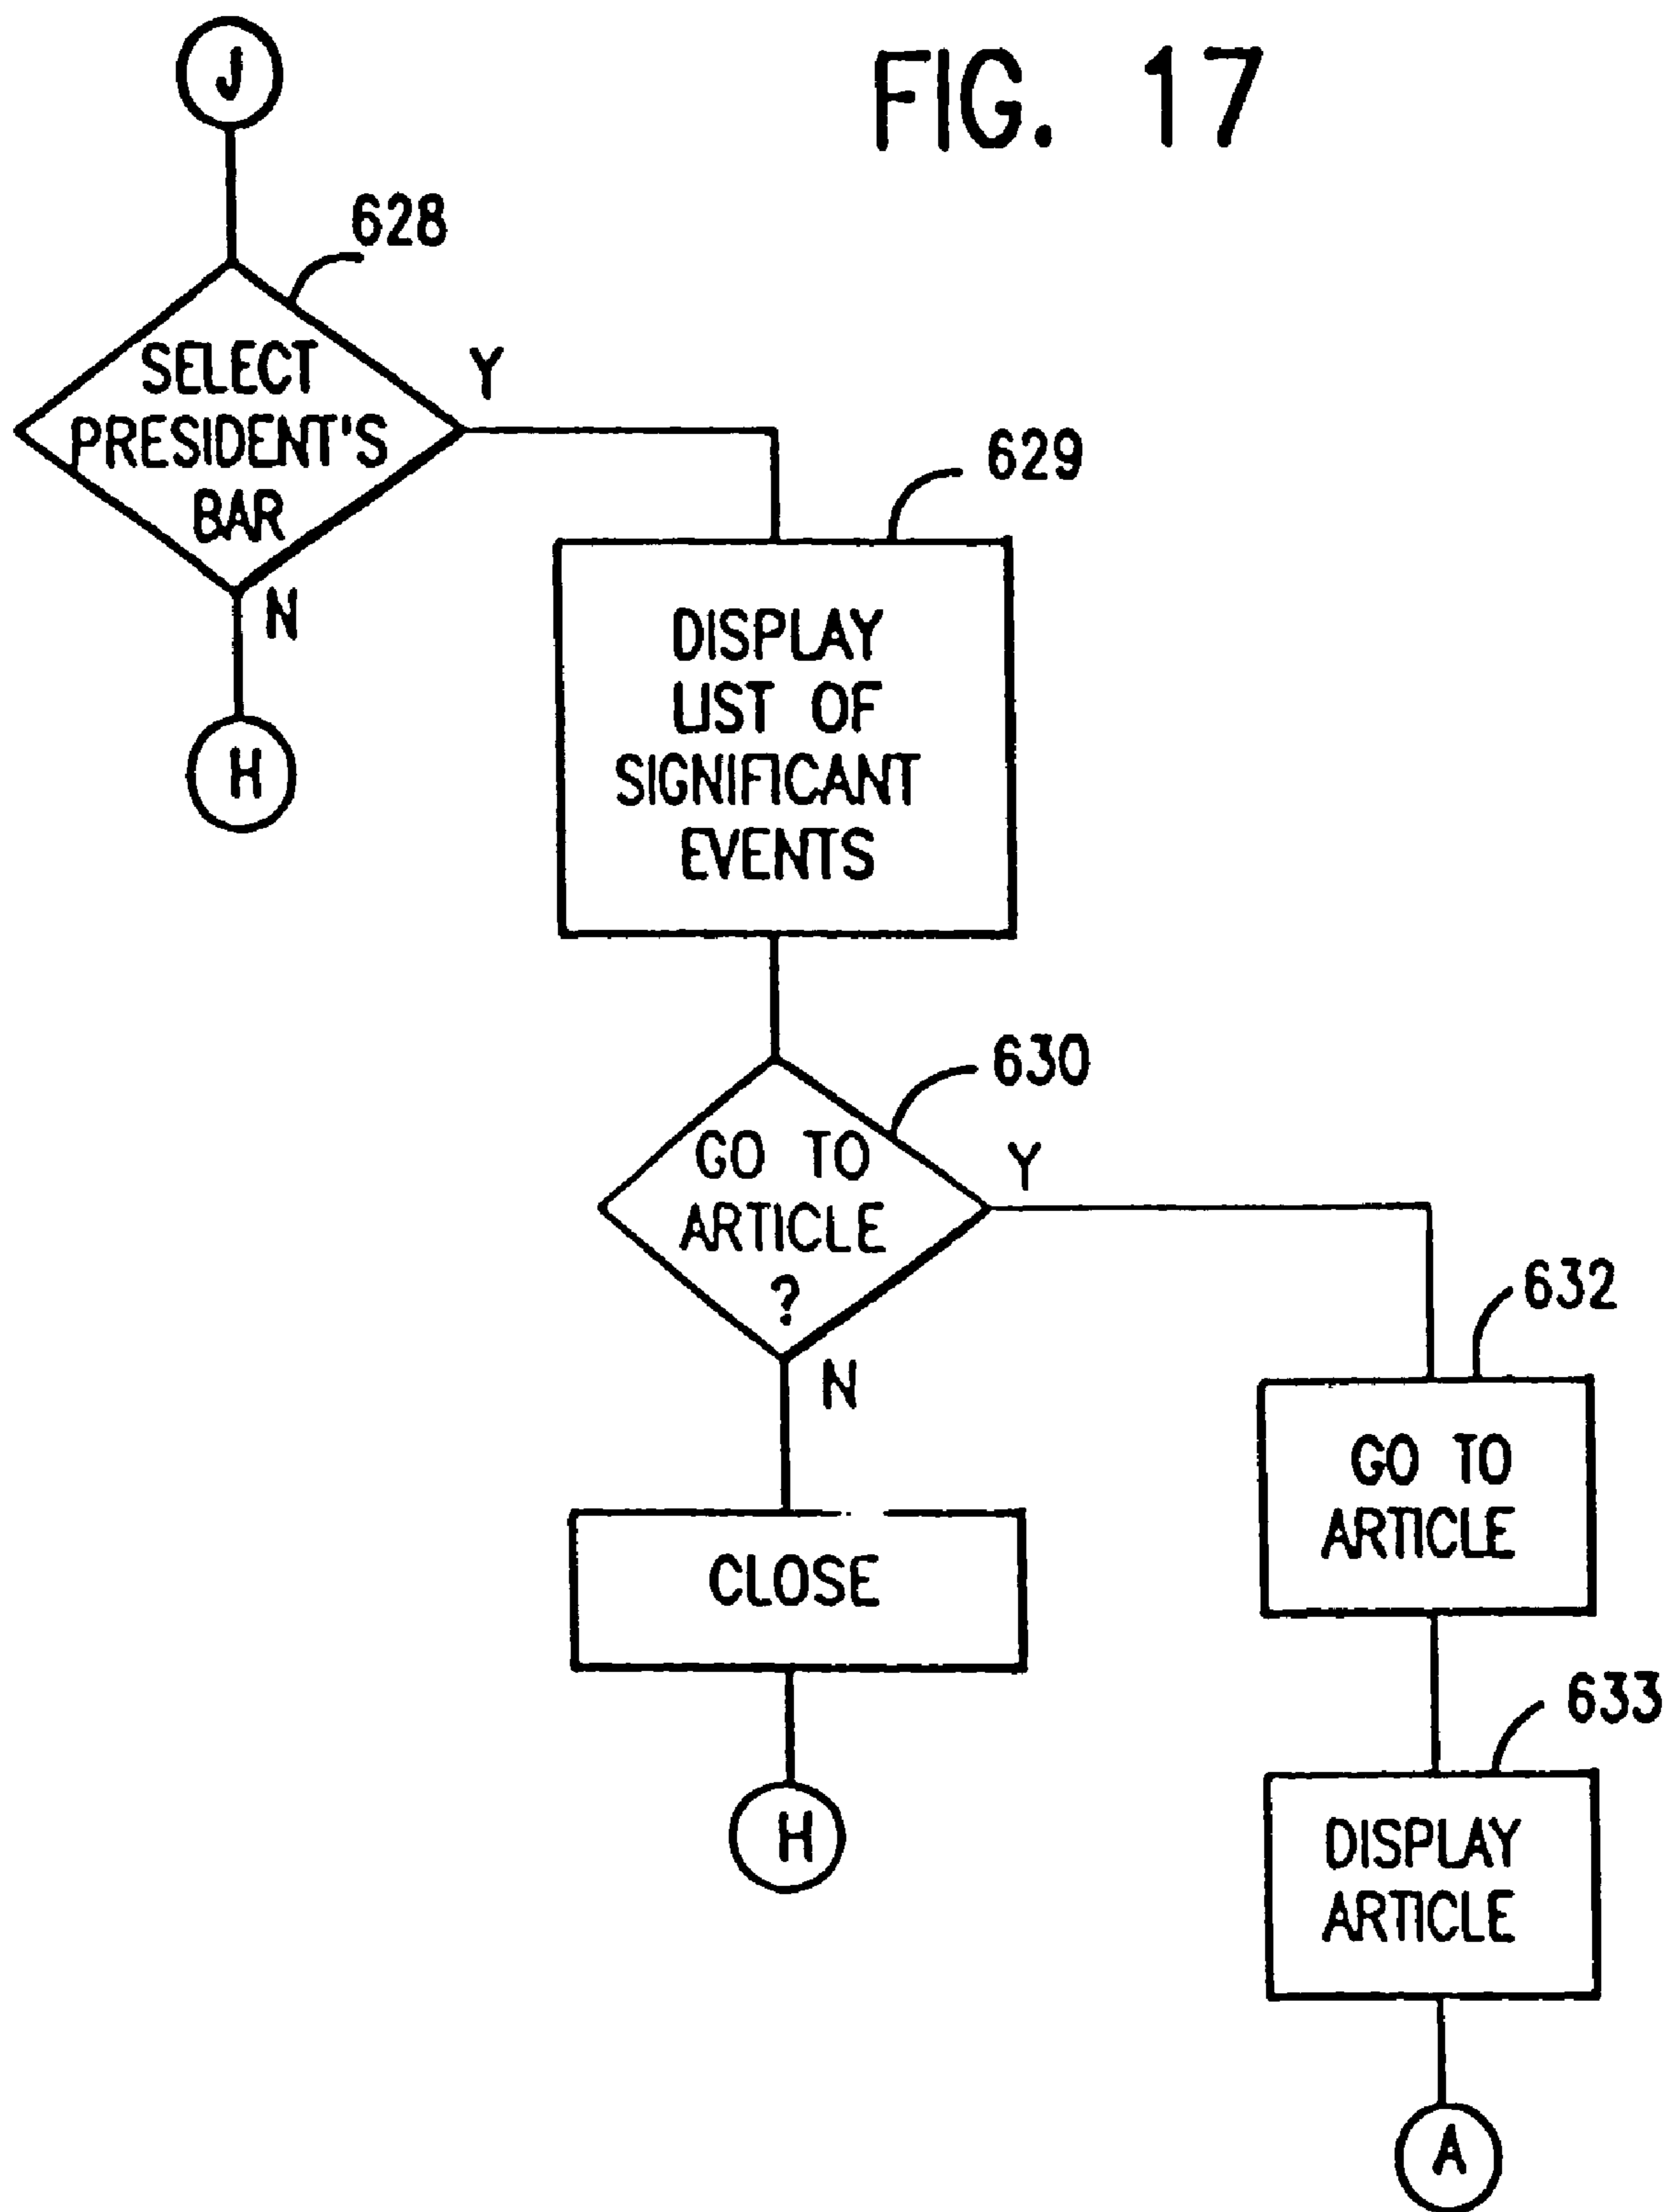 FIG. 17
J
628
SELECT
PRESIDENT'S
BAR
Y
N
H
629
DISPLAY
LIST OF
SIGNIFICANT
EVENTS
630
GO TO
ARTICLE
?
Y
N
CLOSE
H
632
GO TO
ARTICLE
633
DISPLAY
ARTICLE
A